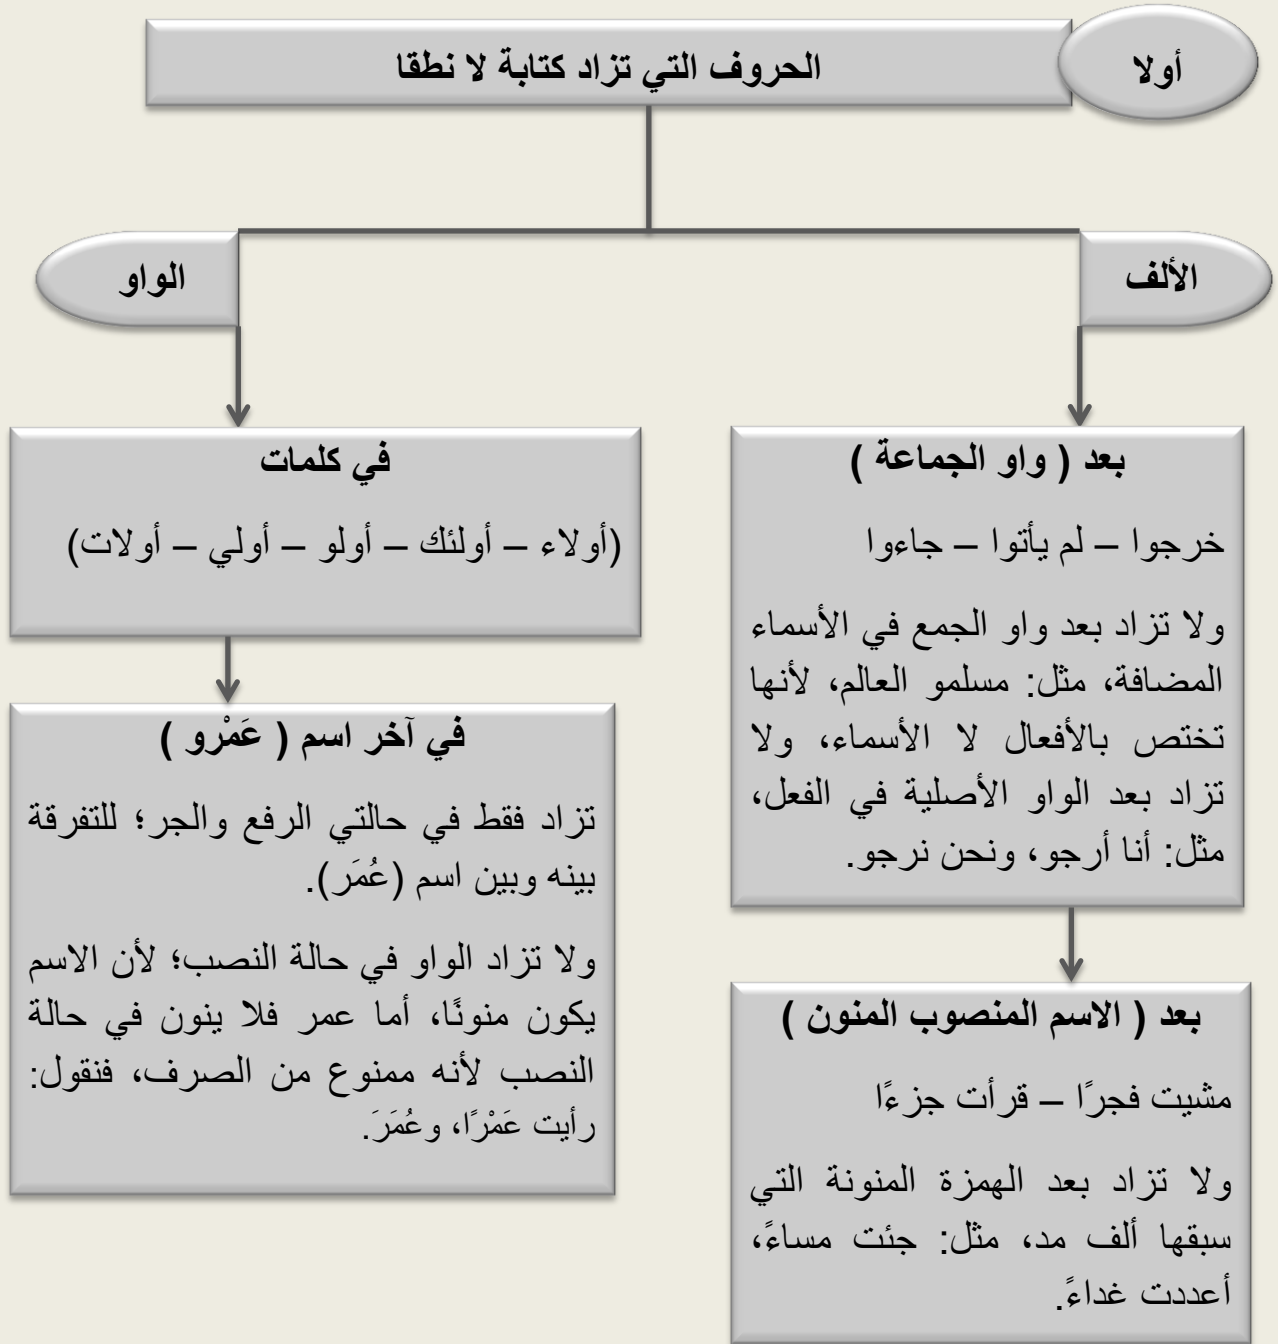 أولا
الحروف التي تزاد كتابة لا نطقا
الألف
بعد ( واو الجماعة )
خرجوا – لم يأتوا – جاءوا
ولا تزاد بعد واو الجمع في الأسماء
المضافة، مثل: مسلمو العالم، لأنها
تختص بالأفعال لا الأسماء، ولا
تزاد بعد الواو الأصلية في الفعل،
مثل: أنا أرجو، ونحن نرجو.
بعد ( الاسم المنصوب المنون )
مشيت فجرًا – قرأت جزءًا
ولا تزاد بعد الهمزة المنونة التي
سبقها ألف مد، مثل: جئت مساءً،
أعددت غداءً.
الواو
في كلمات
(أولاء – أولئك – أولو – أولي – أولات)
في آخر اسم ( عَمْرو )
تزاد فقط في حالتي الرفع والجر؛ للتفرقة
بينه وبين اسم (عُمَر).
ولا تزاد الواو في حالة النصب؛ لأن الاسم
يكون منونًا، أما عمر فلا ينون في حالة
النصب لأنه ممنوع من الصرف، فنقول:
رأيت عَمْرًا، وعُمَرَ.